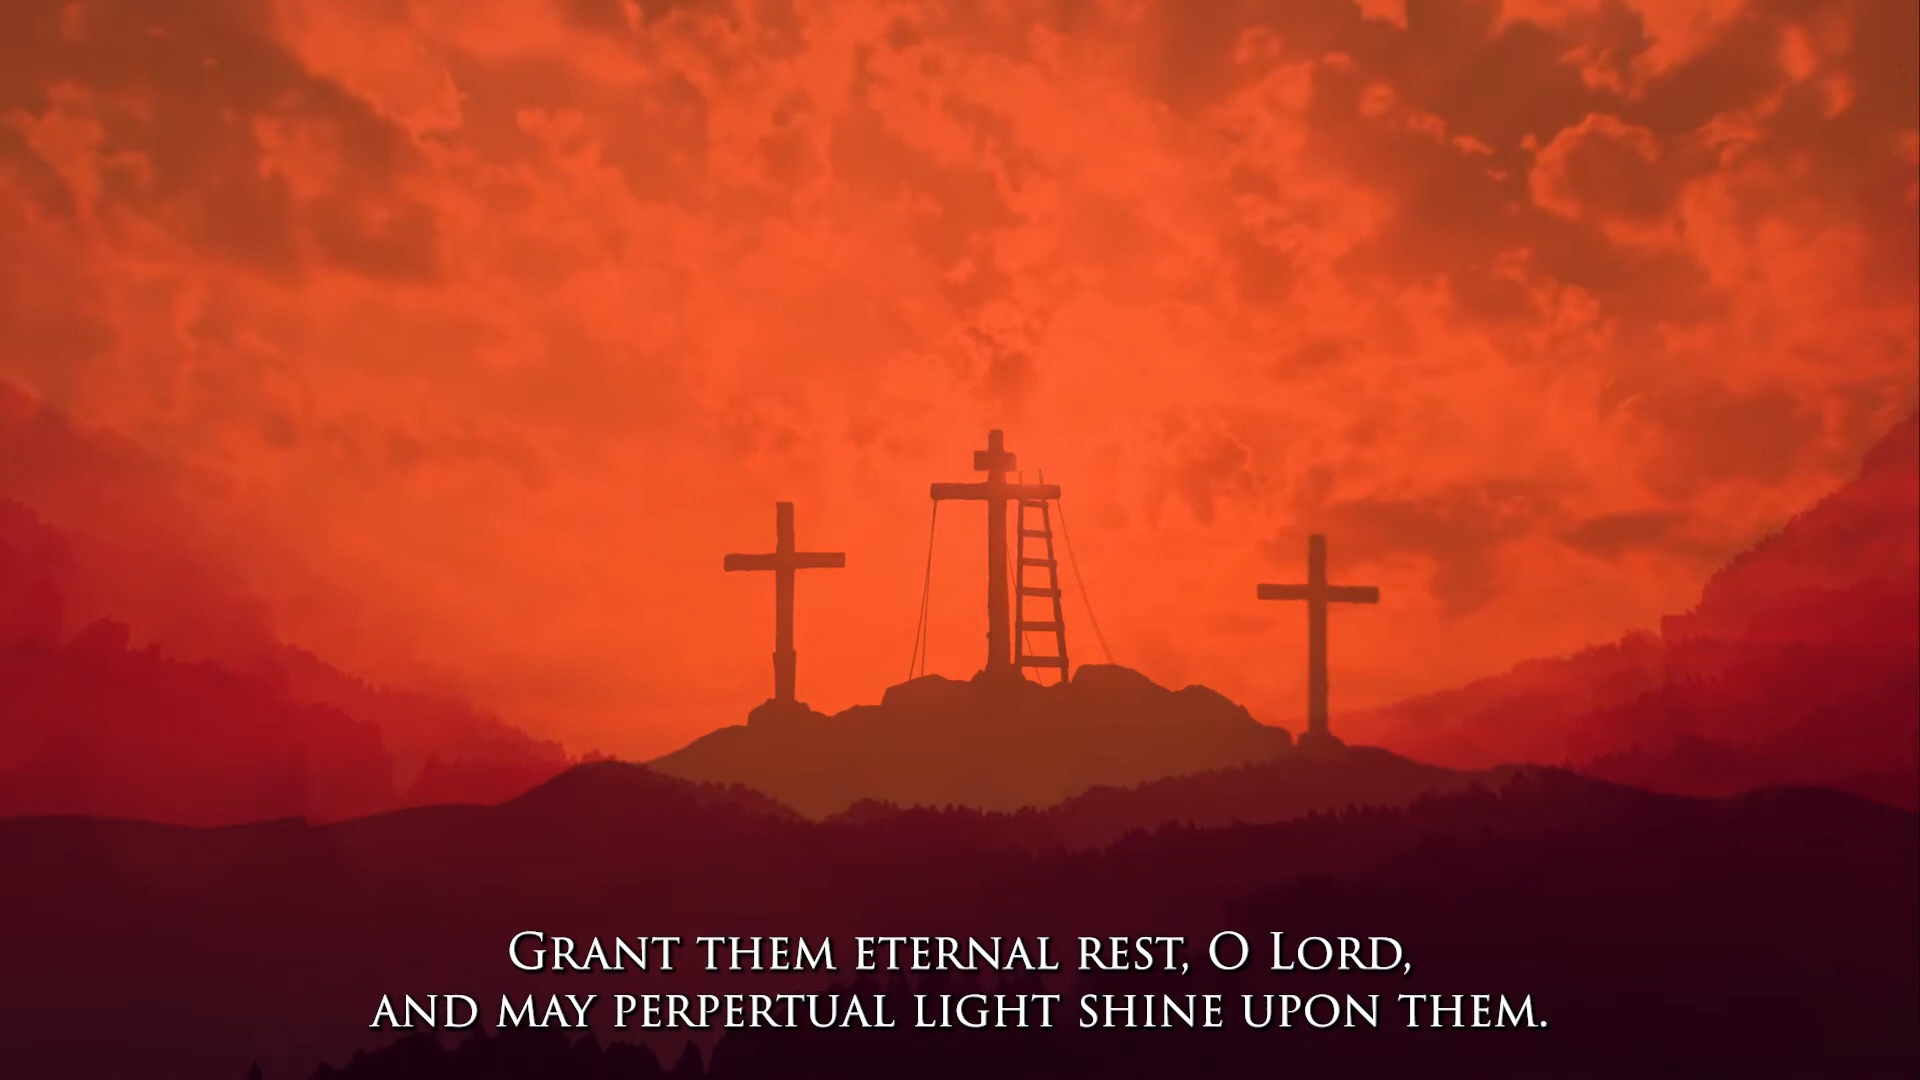 Grant them eternal rest, O Lord,
and may perpertual light shine upon them.